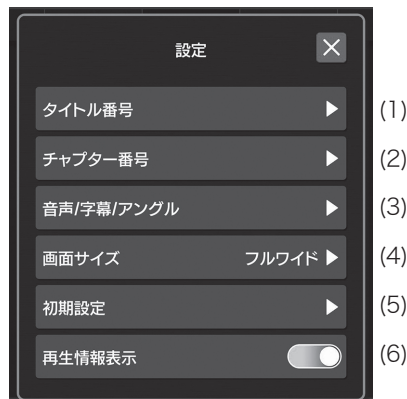 設定
タイトル番号 (1)
チャプター番号 (2)
音声/字幕/アングル (3)
画面サイズ フルワイド (4)
初期設定 (5)
再生情報表示 (6)